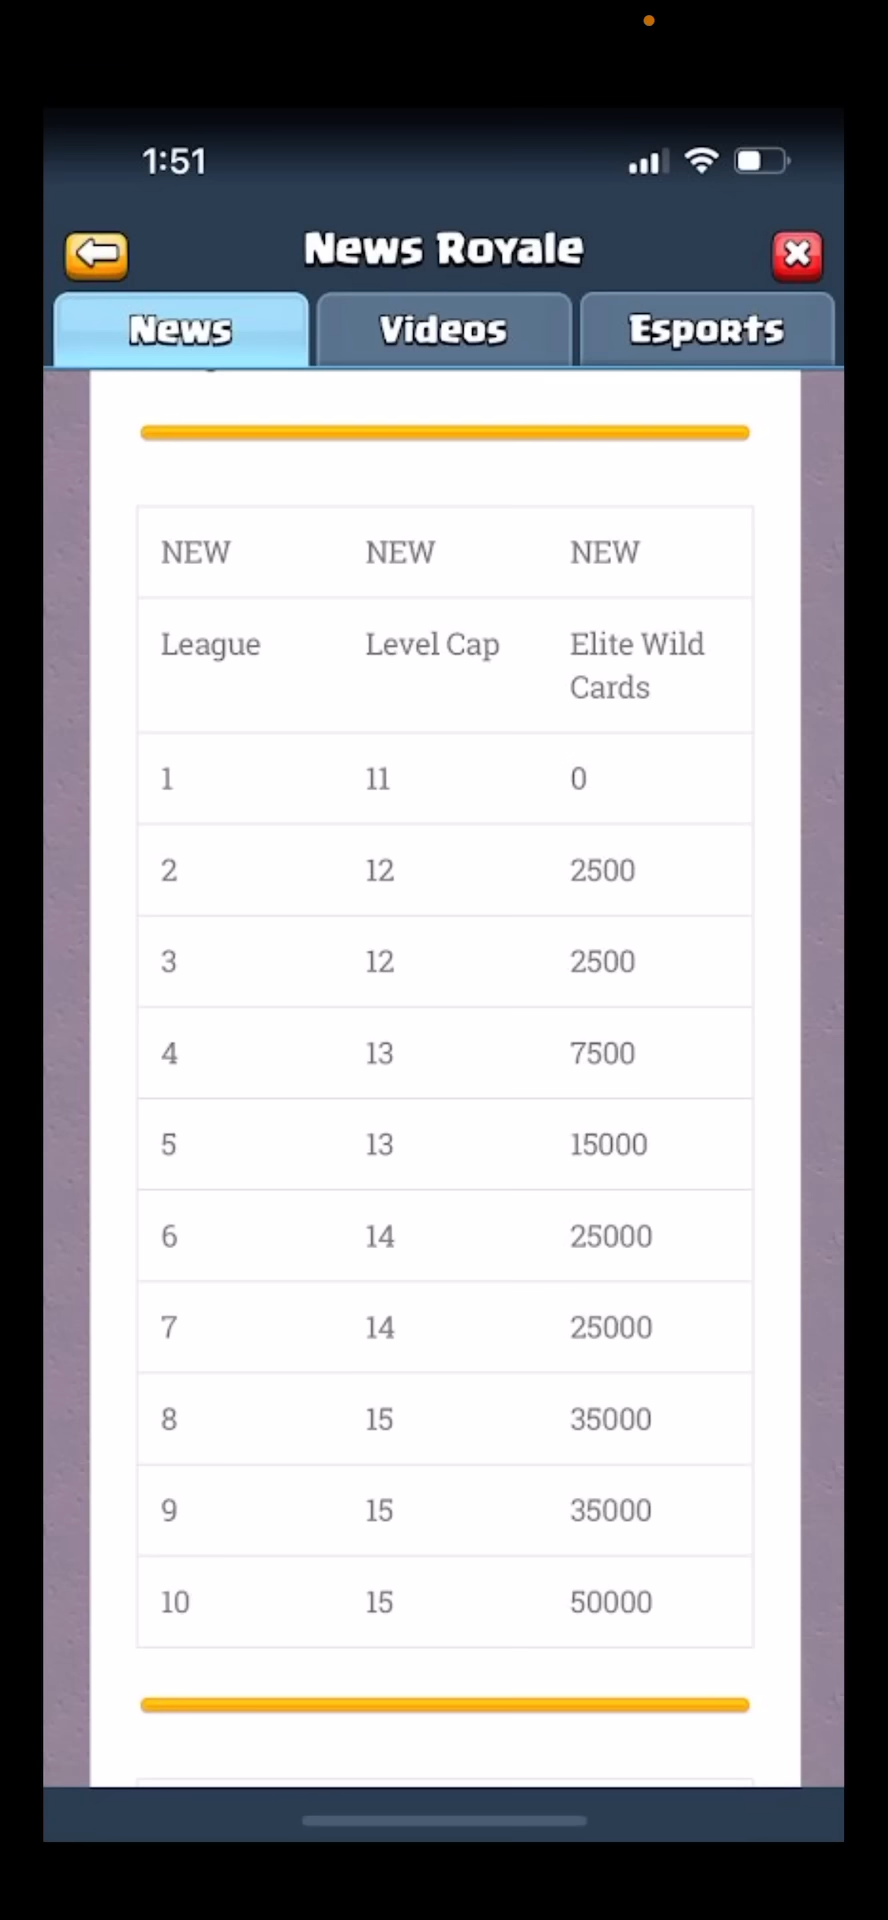 1:51
News Royale
News Videos Esports
NEW NEW NEW
League Level Cap Elite Wild
Cards
1 11 0
2 12 2500
3 12 2500
4 13 7500
5 13 15000
6 14 25000
7 14 25000
8 15 35000
9 15 35000
10 15 50000